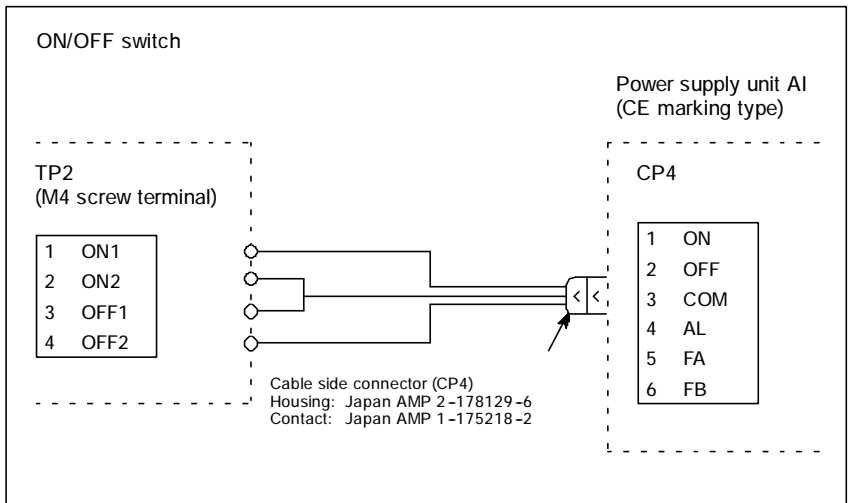 ON/OFF switch
Power supply unit AI
(CE marking type)
TP2
(M4 screw terminal)
1 ON1
2 ON2
3 OFF1
4 OFF2
CP4
1 ON
2 OFF
3 COM
4 AL
5 FA
6 FB
Cable side connector (CP4)
Housing: Japan AMP 2-178129-6
Contact: Japan AMP 1-175218-2